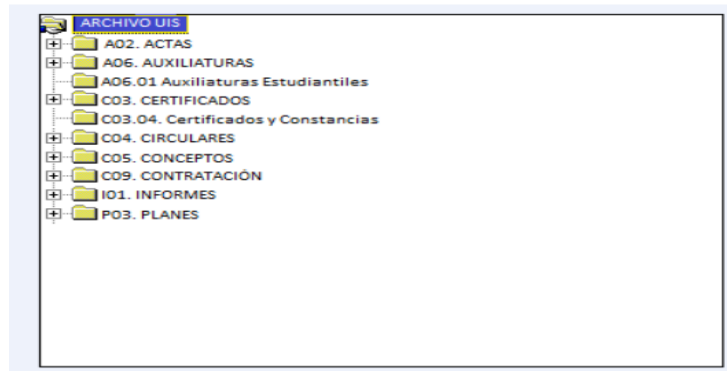 ARCHIVO UIS
A02. ACTAS
A06. AUXILIATURAS
A06.01 Auxiliaturas Estudiantiles
C03. CERTIFICADOS
C03.04. Certificados y Constancias
C04. CIRCULARES
C05. CONCEPTOS
C09. CONTRATACIÓN
I01. INFORMES
P03. PLANES